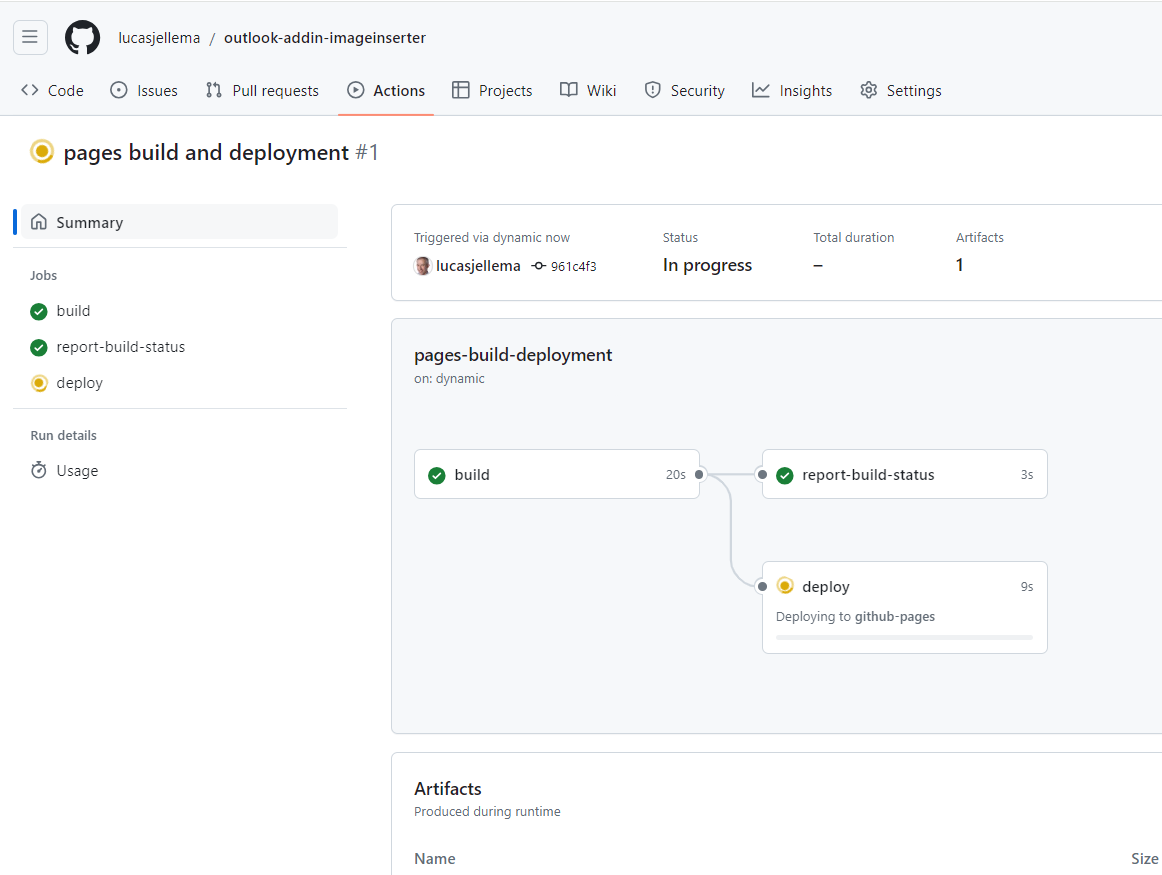 lucasjellema / outlook-addin-imageinserter
Code Issues Pull requests Actions Projects Wiki Security Insights Settings
pages build and deployment #1
Summary
Jobs
build
report-build-status
deploy
Run details
Usage
Triggered via dynamic now Status Total duration Artifacts
lucasjellema 961c4f3 In progress – 1
pages-build-deployment
on: dynamic
build 20s report-build-status 3s
deploy 9s
Deploying to github-pages
Artifacts
Produced during runtime
Name Size